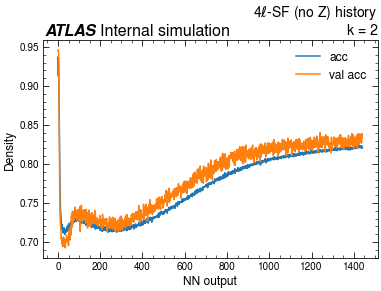 4ℓ-SF (no Z) history
ATLAS Internal simulation k = 2
acc
val acc
0.95
0.90
0.85
0.80
0.75
0.70
Density
0 200 400 600 800 1000 1200 1400
NN output